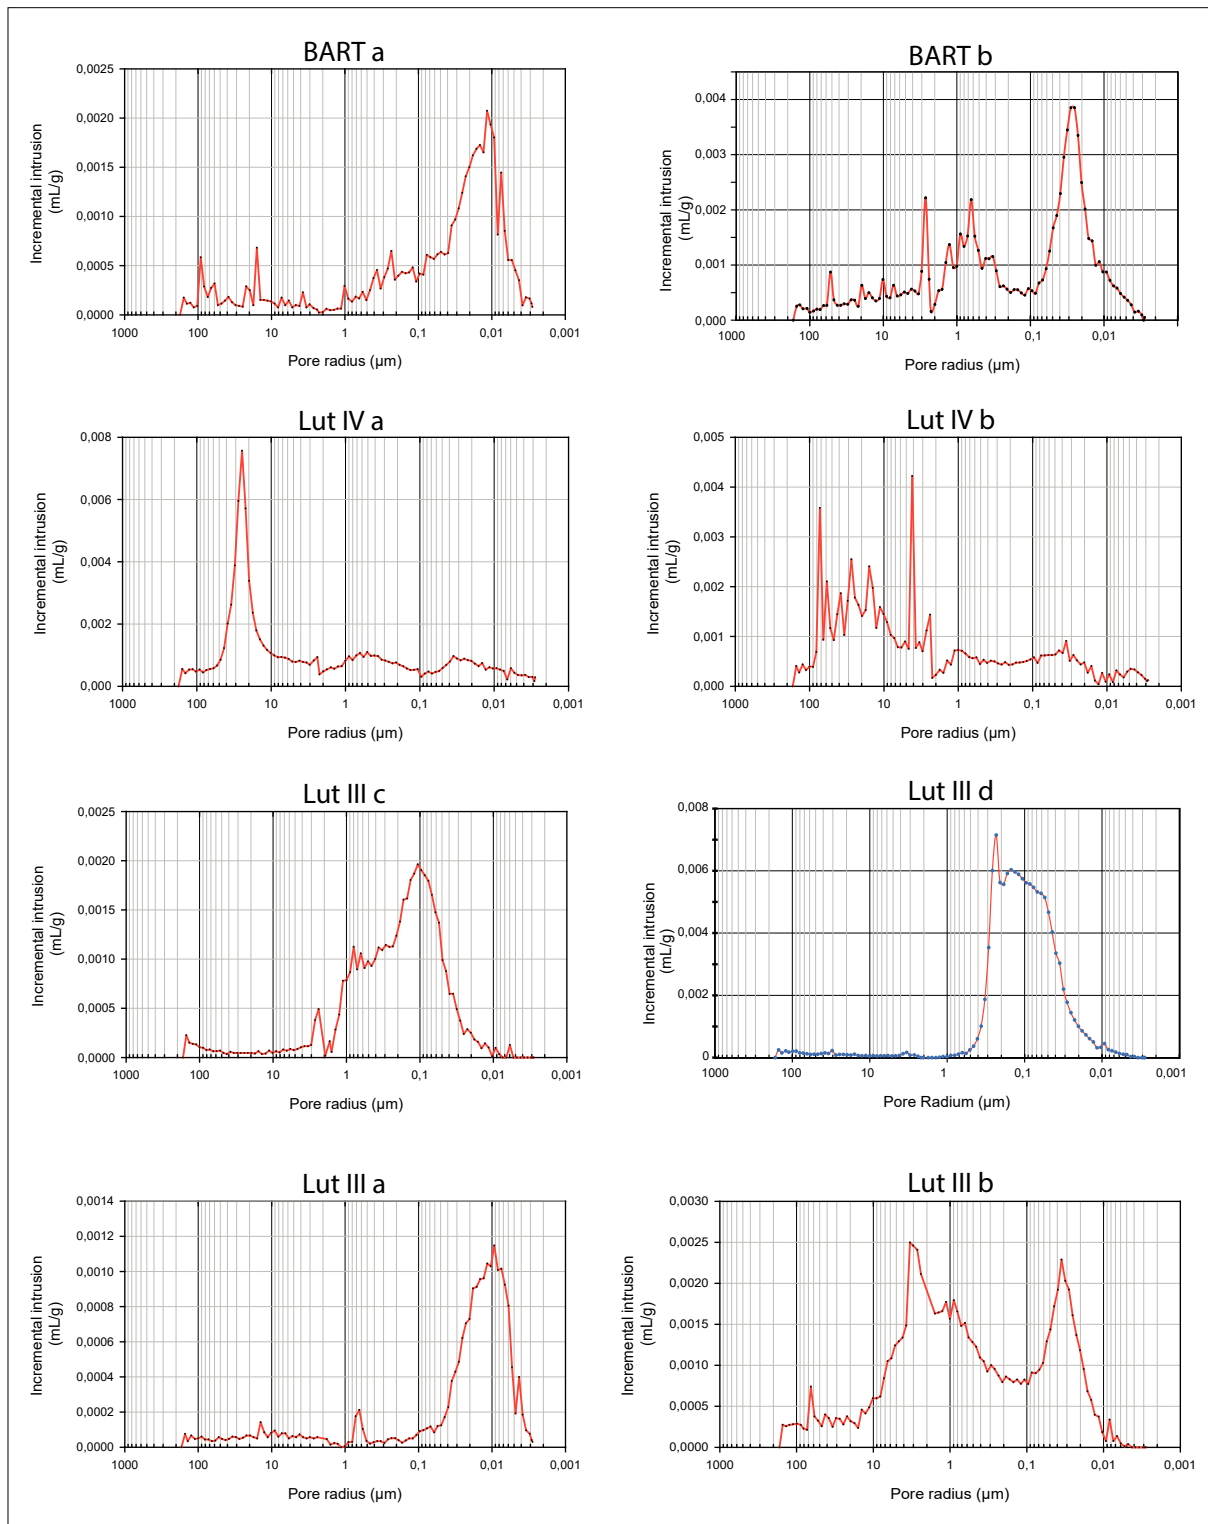 BART a
Incremental intrusion
(mL/g)
0,0025
0,0020
0,0015
0,0010
0,0005
0,0000
1000 100 10 1 0,1 0,01 0,001
Pore radius (µm)
BART b
Incremental intrusion
(mL/g)
0,004
0,003
0,002
0,001
0,000
1000 100 10 1 0,1 0,01
Pore radius (µm)
Lut IV a
Incremental intrusion
(mL/g)
0,008
0,006
0,004
0,002
0,000
1000 100 10 1 0,1 0,01 0,001
Pore radius (µm)
Lut IV b
Incremental intrusion
(mL/g)
0,005
0,004
0,003
0,002
0,001
0,000
1000 100 10 1 0,1 0,01 0,001
Pore radius (µm)
Lut III c
Incremental intrusion
(mL/g)
0,0025
0,0020
0,0015
0,0010
0,0005
0,0000
1000 100 10 1 0,1 0,01 0,001
Pore radius (µm)
Lut III d
Incremental intrusion
(mL/g)
0,008
0,006
0,004
0,002
0
1000 100 10 1 0,1 0,01 0,001
Pore Radium (µm)
Lut III a
Incremental intrusion
(mL/g)
0,0014
0,0012
0,0010
0,0008
0,0006
0,0004
0,0002
0,0000
1000 100 10 1 0,1 0,01 0,001
Pore radius (µm)
Lut III b
Incremental intrusion
(mL/g)
0,0030
0,0025
0,0020
0,0015
0,0010
0,0005
0,0000
1000 100 10 1 0,1 0,01 0,001
Pore radius (µm)